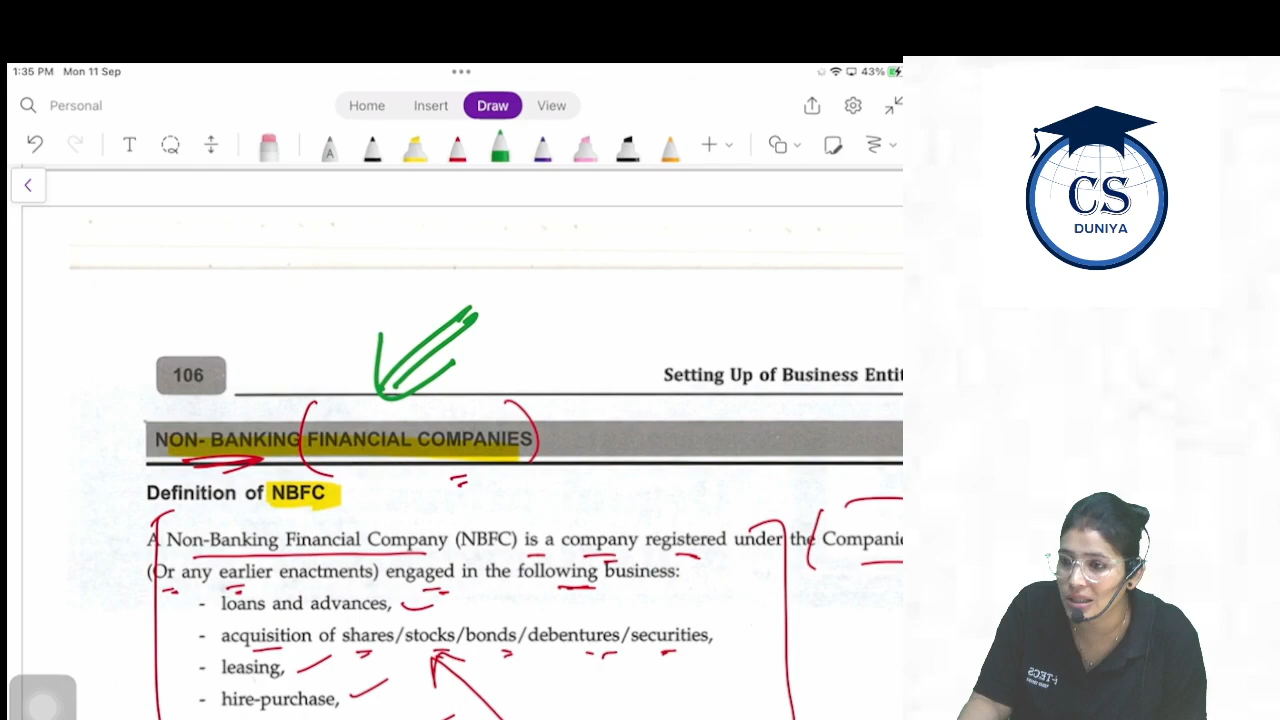 1:35 PM Mon 11 Sep
43%
Personal
Home Insert Draw View
T
A
CS
DUNIYA
106
Setting Up of Business Entit
NON- BANKING FINANCIAL COMPANIES
Definition of NBFC
A Non-Banking Financial Company (NBFC) is a company registered under the Companie
(Or any earlier enactments) engaged in the following business:
- loans and advances,
- acquisition of shares/stocks/bonds/debentures/securities,
- leasing,
- hire-purchase,